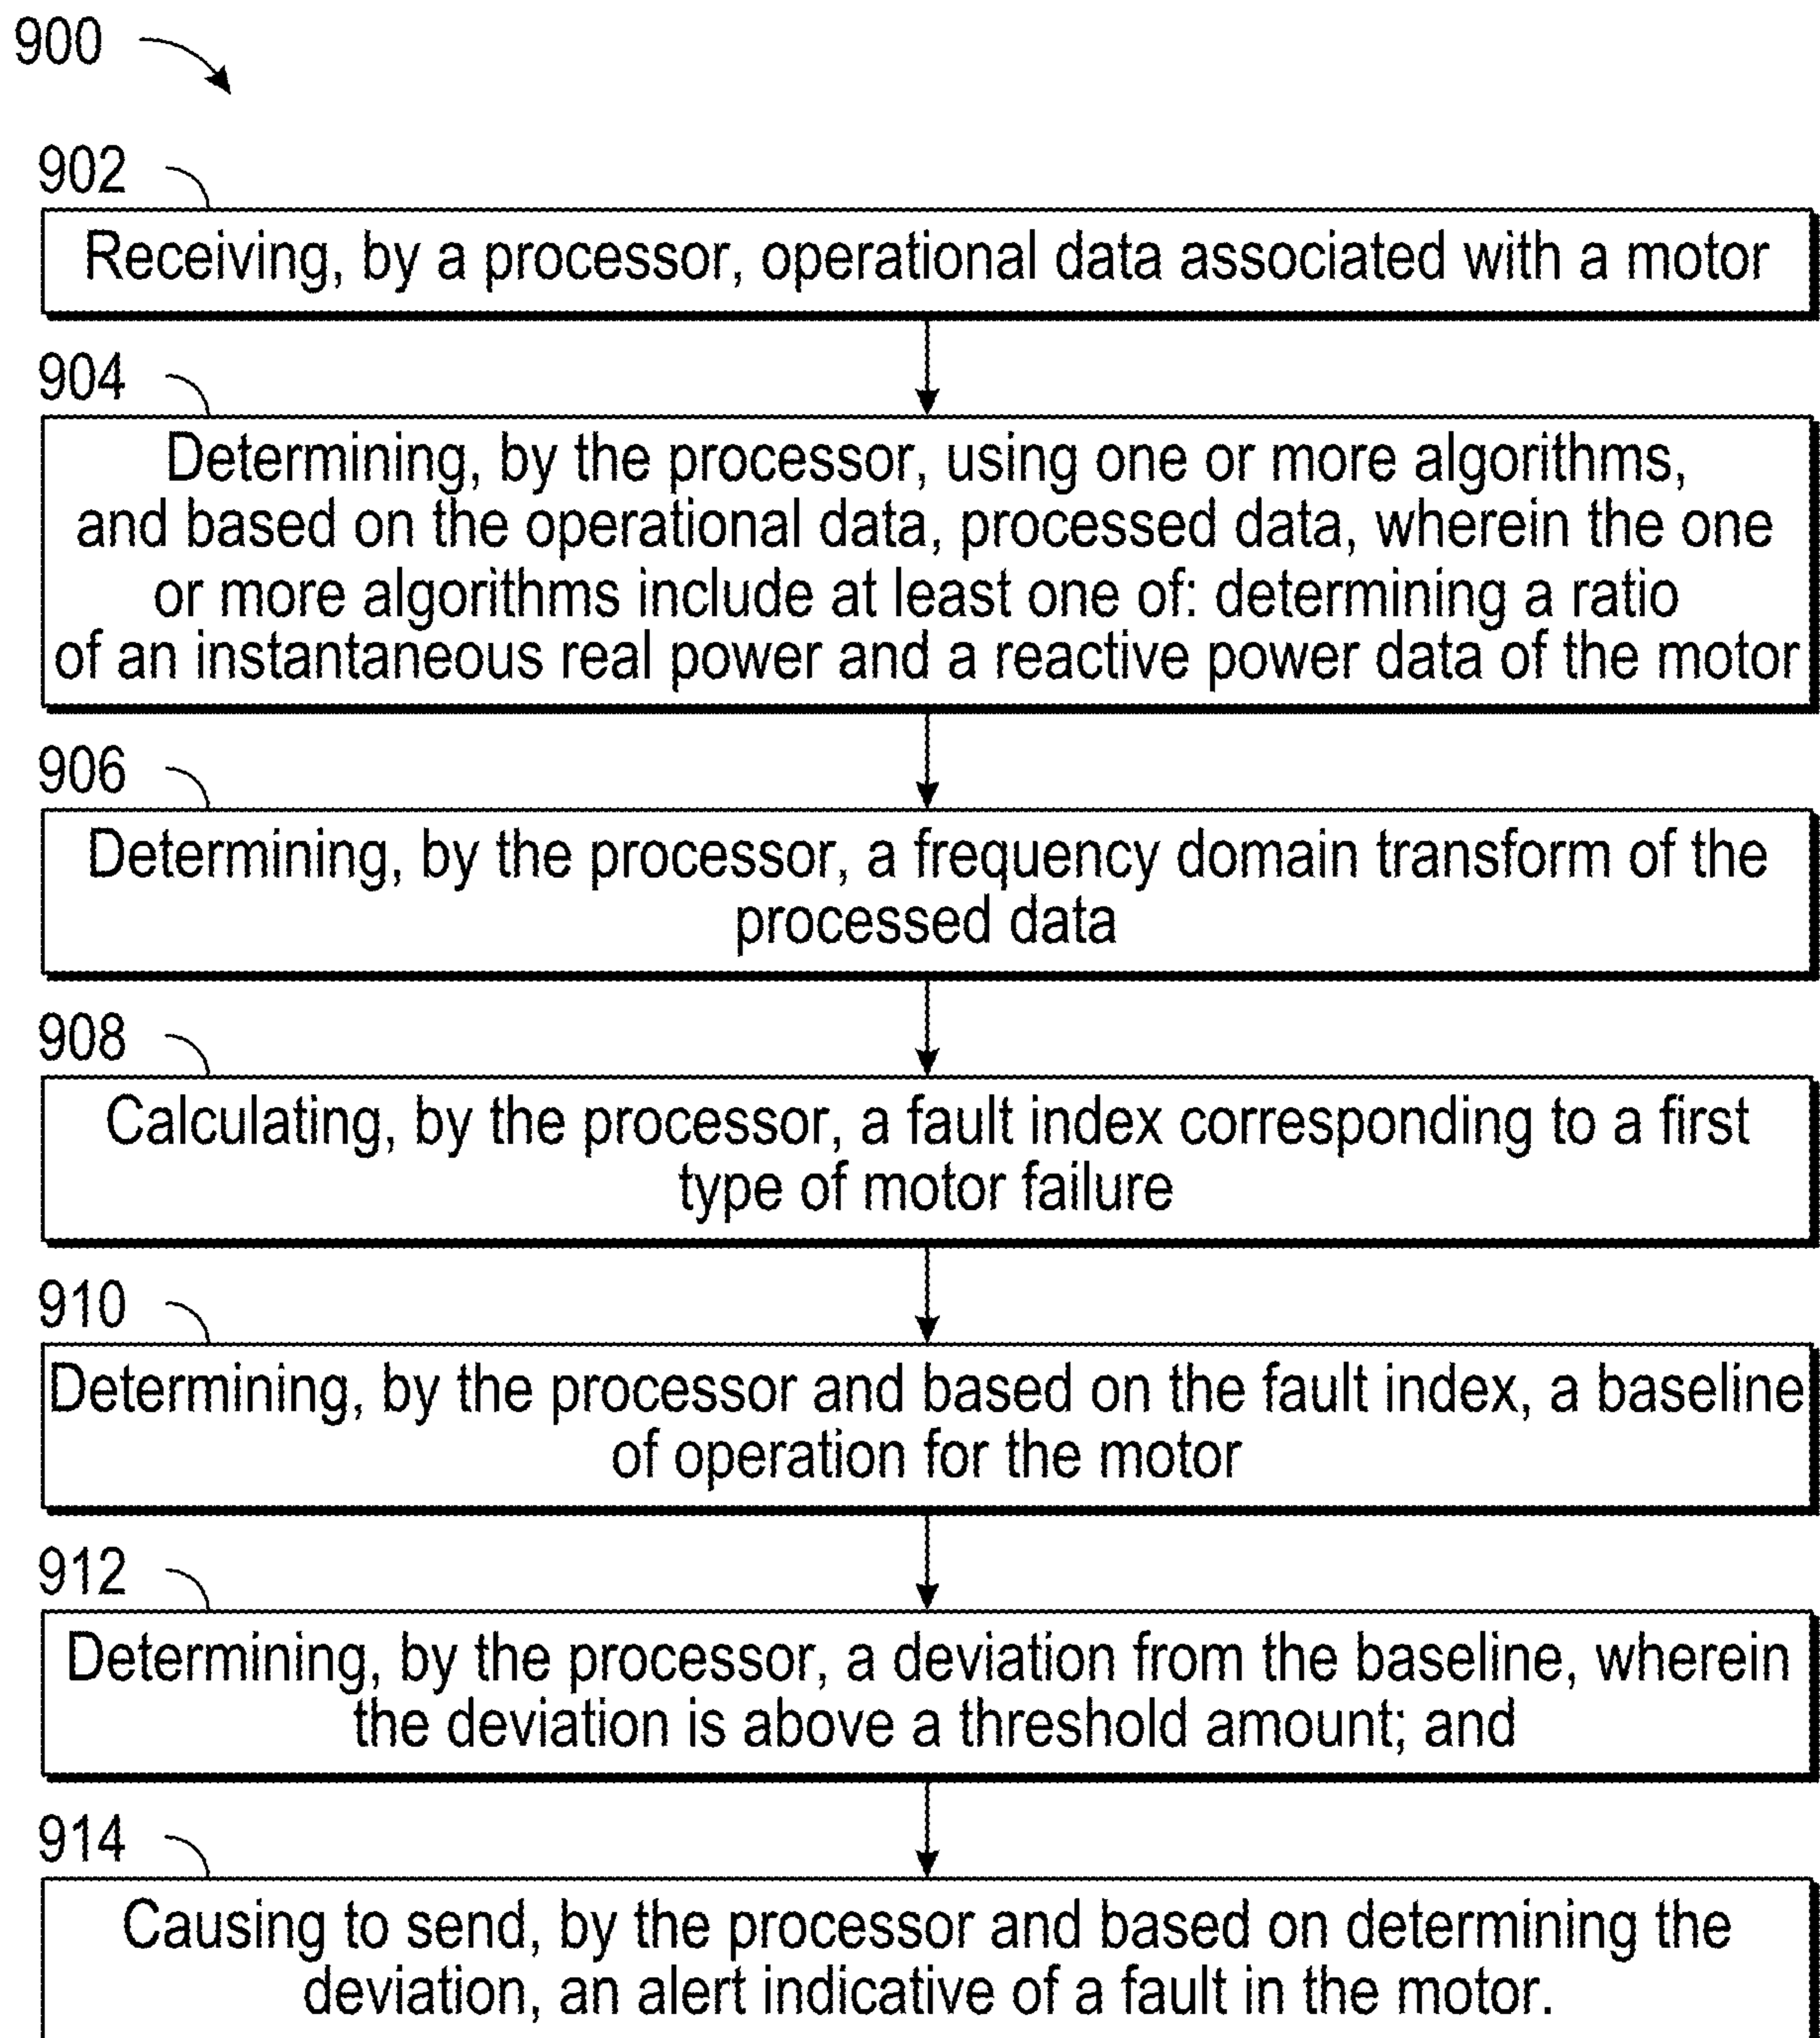 900
902
Receiving, by a processor, operational data associated with a motor
904
Determining, by the processor, using one or more algorithms,
and based on the operational data, processed data, wherein the one
or more algorithms include at least one of: determining a ratio
of an instantaneous real power and a reactive power data of the motor
906
Determining, by the processor, a frequency domain transform of the
processed data
908
Calculating, by the processor, a fault index corresponding to a first
type of motor failure
910
Determining, by the processor and based on the fault index, a baseline
of operation for the motor
912
Determining, by the processor, a deviation from the baseline, wherein
the deviation is above a threshold amount; and
914
Causing to send, by the processor and based on determining the
deviation, an alert indicative of a fault in the motor.